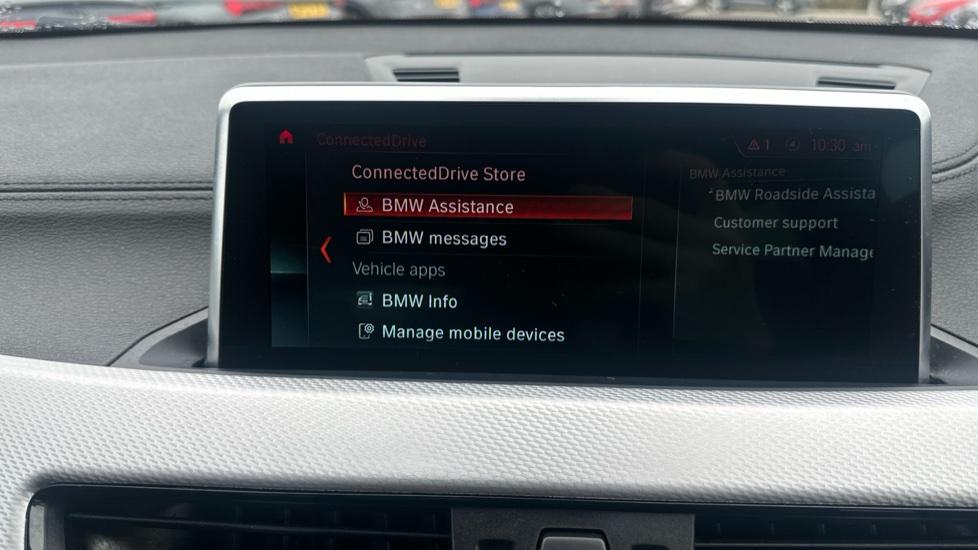 ConnectedDrive
1 10:30 am
ConnectedDrive Store
BMW Assistance
BMW messages
Vehicle apps
BMW Info
Manage mobile devices
BMW Assistance
BMW Roadside Assista
Customer support
Service Partner Manage